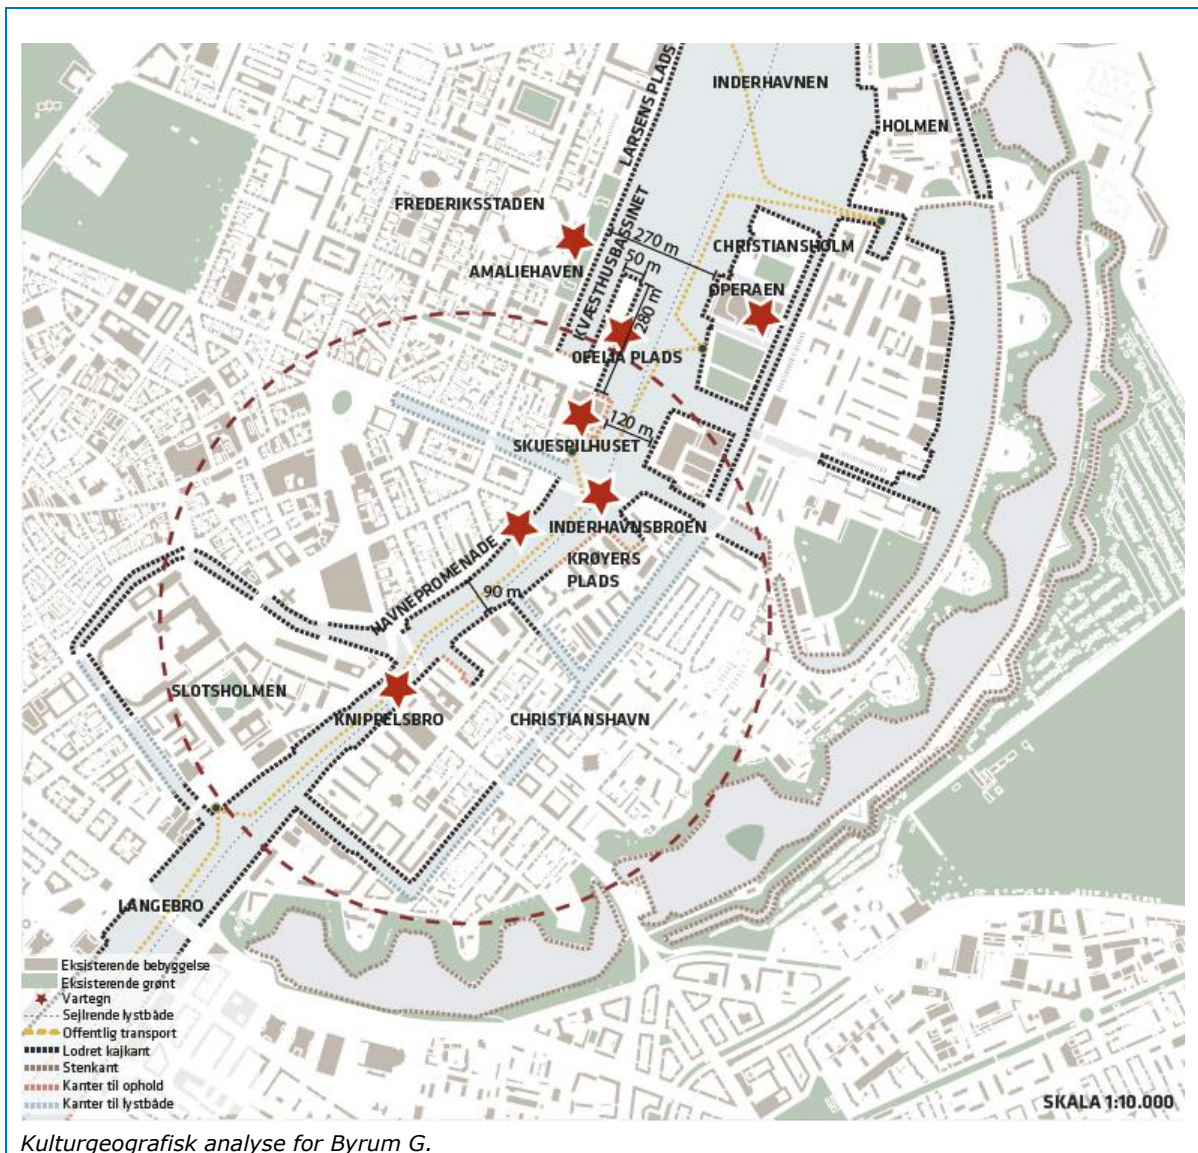 INDERHAVNEN
LARSENS PLADS
HOLMEN
FREDERIKSSTADEN
KVÆSTHUSBASSINET
270 m
CHRISTIANSHOLM
AMALIEHAVEN
50 m
OPERAEN
280 m
OFELIA PLADS
120 m
SKUESPILHUSET
INDERHAVNSBROEN
HAVNEPROMENADE
KRØYERS
PLADS
90 m
SLOTSHOLMEN
KNIPPELSBRO
CHRISTIANSHAVN
LANGEBRO
Eksisterende bebyggelse
Eksisterende grønt
Vartegn
Sejlrende lystbåde
Offentlig transport
Lodret kajkant
Stenkant
Kanter til ophold
Kanter til lystbåde
SKALA 1:10.000
Kulturgeografisk analyse for Byrum G.